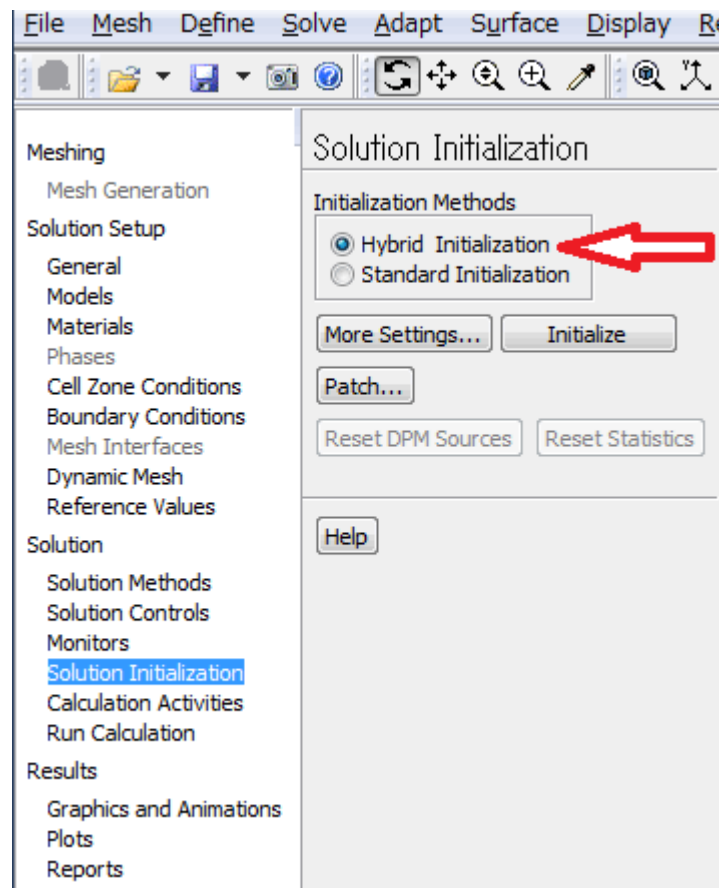 File Mesh Define Solve Adapt Surface Display
Meshing
Mesh Generation
Solution Setup
General
Models
Materials
Phases
Cell Zone Conditions
Boundary Conditions
Mesh Interfaces
Dynamic Mesh
Reference Values
Solution
Solution Methods
Solution Controls
Monitors
Solution Initialization
Calculation Activities
Run Calculation
Results
Graphics and Animations
Plots
Reports
Solution Initialization
Initialization Methods
Hybrid Initialization
Standard Initialization
More Settings... Initialize
Patch...
Reset DPM Sources Reset Statistics
Help